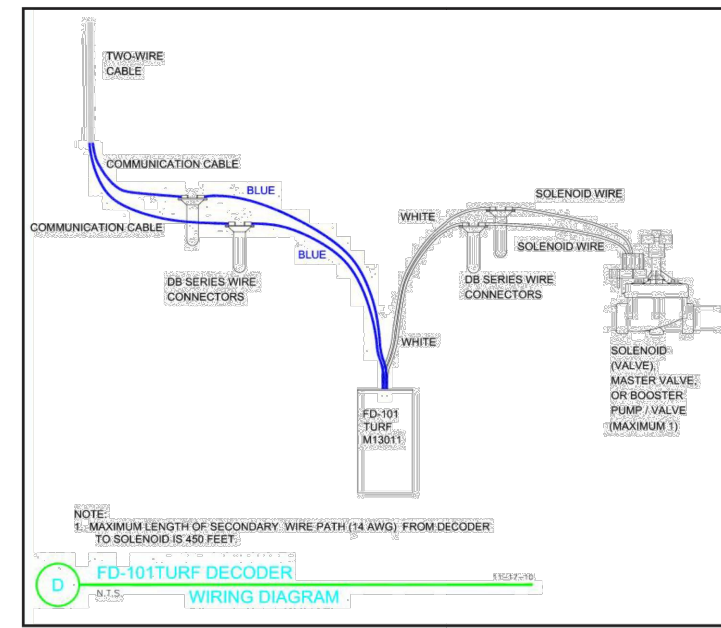 TWO-WIRE
CABLE
COMMUNICATION CABLE
BLUE
COMMUNICATION CABLE
BLUE
DB SERIES WIRE
CONNECTORS
SOLENOID WIRE
WHITE
SOLENOID WIRE
DB SERIES WIRE
CONNECTORS
WHITE
SOLENOID
(VALVE),
MASTER VALVE,
OR BOOSTER
PUMP / VALVE
(MAXIMUM 1)
FD-101
TURF
M13011
NOTE:
1. MAXIMUM LENGTH OF SECONDARY WIRE PATH (14 AWG) FROM DECODER
TO SOLENOID IS 450 FEET
D
FD-101TURF DECODER
11-17-10
N.T.S.
WIRING DIAGRAM